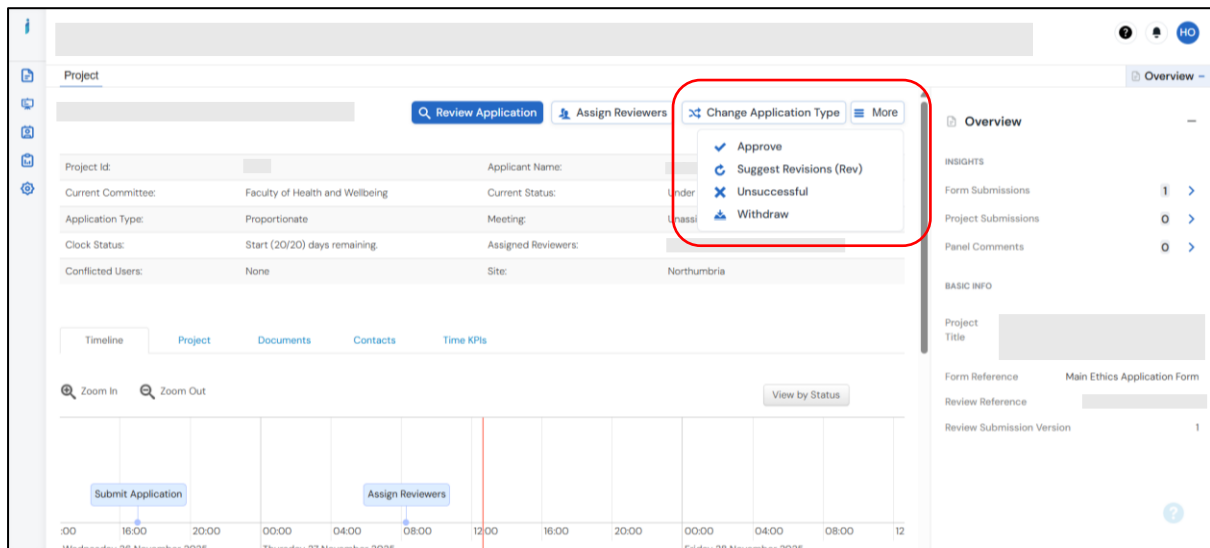 HO
Project
Overview
Review Application
Assign Reviewers
Change Application Type
More
Approve
Suggest Revisions (Rev)
Unsuccessful
Withdraw
Project Id:
Applicant Name:
Current Committee: Faculty of Health and Wellbeing
Current Status: Under
Application Type: Proportionate
Meeting:
Clock Status: Start (20/20) days remaining.
Assigned Reviewers:
Conflicted Users: None
Site: Northumbria
Timeline
Project
Documents
Contacts
Time KPIs
Zoom In
Zoom Out
View by Status
Submit Application
Assign Reviewers
:00 16:00 20:00 00:00 04:00 08:00 12:00 16:00 20:00 00:00 04:00 08:00 12
Overview
INSIGHTS
Form Submissions 1
Project Submissions 0
Panel Comments 0
BASIC INFO
Project
Title
Form Reference Main Ethics Application Form
Review Reference
Review Submission Version 1